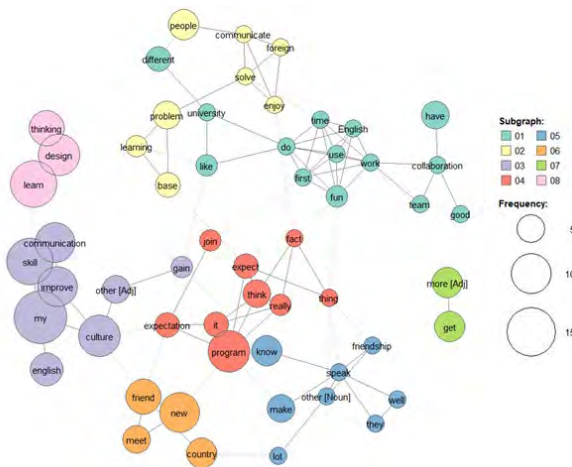 people
communicate
foreign
different
solve
enjoy
problem
university
time
English
have
thinking
design
learning
do
use
work
collaboration
like
first
base
fun
team
good
learn
communication
join
fact
skill
gain
expect
improve
other [Adj]
think
thing
more [Adj]
my
really
culture
expectation
it
get
program
know
friendship
english
speak
friend
new
make
other [Noun]
well
they
meet
country
lot
Subgraph:
01 05
02 06
03 07
04 08
Frequency:
5
10
15